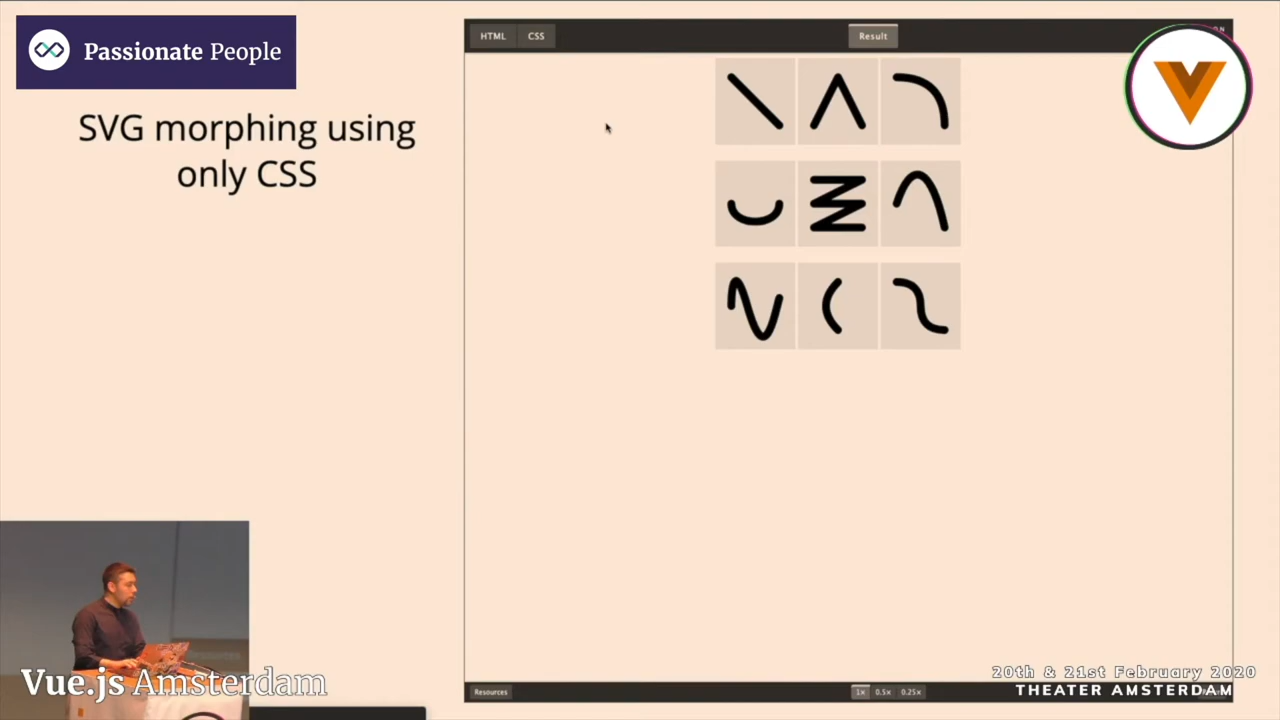 Passionate People
SVG morphing using
only CSS
HTML
CSS
Result
Resources
1x
0.5x
0.25x
Vue.js Amsterdam
20th & 21st February 2020
THEATER AMSTERDAM